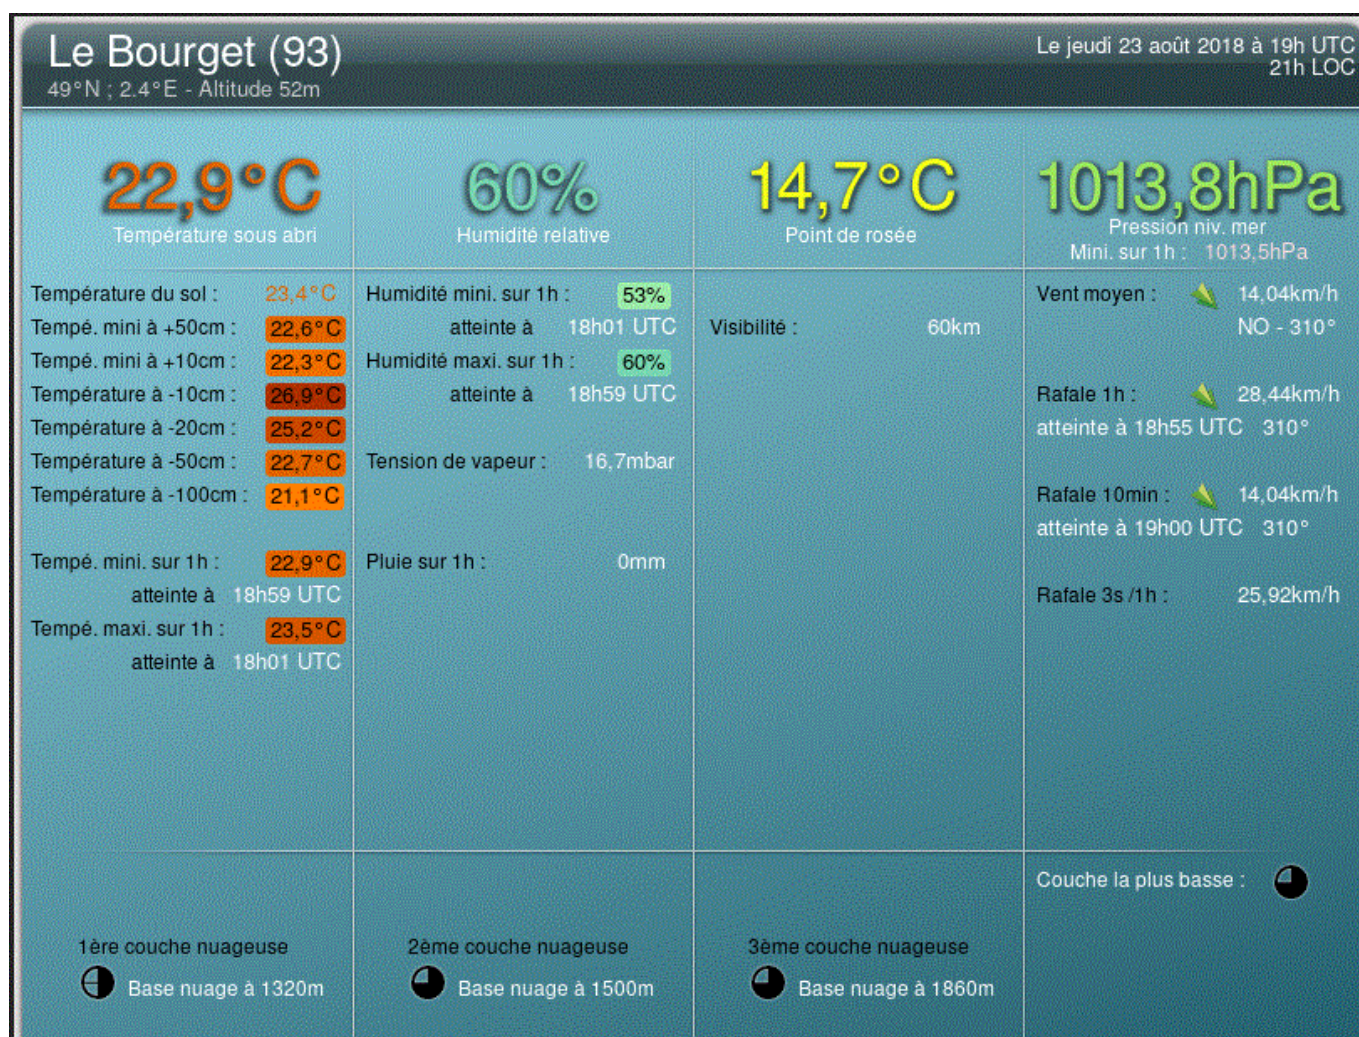 Le Bourget (93)
49°N ; 2.4°E - Altitude 52m
Le jeudi 23 août 2018 à 19h UTC
21h LOC
22,9°C
Température sous abri
60%
Humidité relative
14,7°C
Point de rosée
1013,8hPa
Pression niv. mer
Mini. sur 1h : 1013,5hPa
Température du sol : 23,4°C
Tempé. mini à +50cm : 22,6°C
Tempé. mini à +10cm : 22,3°C
Température à -10cm : 26,9°C
Température à -20cm : 25,2°C
Température à -50cm : 22,7°C
Température à -100cm : 21,1°C
Tempé. mini. sur 1h : 22,9°C
atteinte à 18h59 UTC
Tempé. maxi. sur 1h : 23,5°C
atteinte à 18h01 UTC
Humidité mini. sur 1h : 53%
atteinte à 18h01 UTC
Humidité maxi. sur 1h : 60%
atteinte à 18h59 UTC
Tension de vapeur : 16,7mbar
Pluie sur 1h : 0mm
Visibilité : 60km
Vent moyen : 14,04km/h
NO - 310°
Rafale 1h : 28,44km/h
atteinte à 18h55 UTC 310°
Rafale 10min : 14,04km/h
atteinte à 19h00 UTC 310°
Rafale 3s /1h : 25,92km/h
Couche la plus basse :
1ère couche nuageuse
Base nuage à 1320m
2ème couche nuageuse
Base nuage à 1500m
3ème couche nuageuse
Base nuage à 1860m